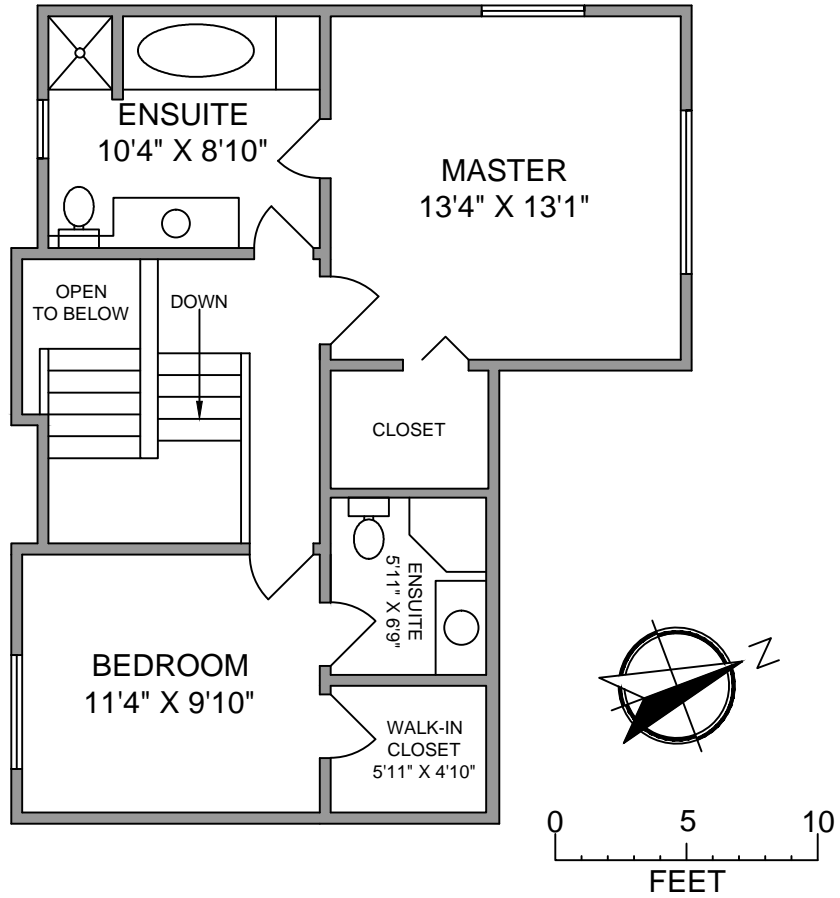 ENSUITE
10'4" X 8'10"
MASTER
13'4" X 13'1"
OPEN
TO BELOW
DOWN
CLOSET
ENSUITE
5'11" X 6'9"
BEDROOM
11'4" X 9'10"
WALK-IN
CLOSET
5'11" X 4'10"
N
0 5 10
FEET